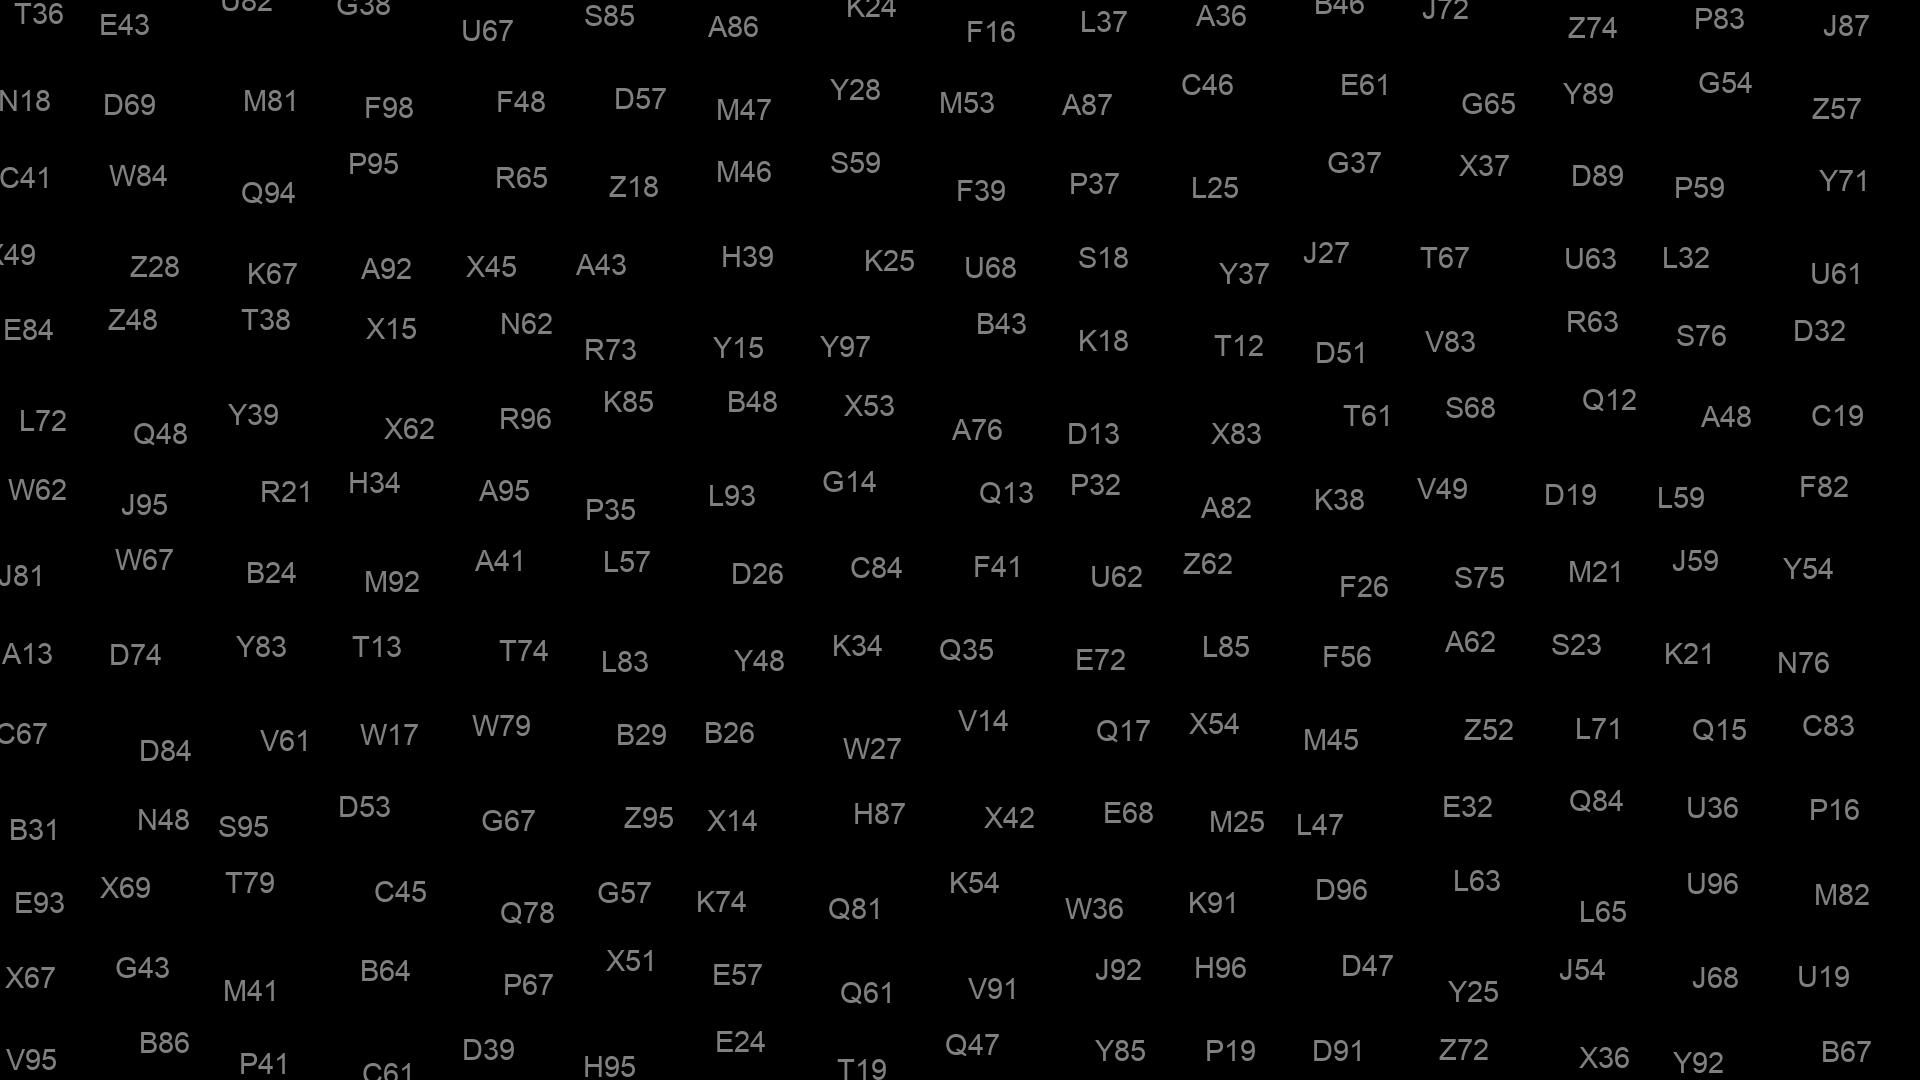 T36 E43 U82 G38 U67 S85 A86 K24 F16 L37 A36 B46 J72 Z74 P83 J87
N18 D69 M81 F98 F48 D57 M47 Y28 M53 A87 C46 E61 G65 Y89 G54 Z57
C41 W84 Q94 P95 R65 Z18 M46 S59 F39 P37 L25 G37 X37 D89 P59 Y71
Z28 K67 A92 X45 A43 H39 K25 U68 S18 Y37 J27 T67 U63 L32 U61
E84 Z48 T38 X15 N62 R73 Y15 Y97 B43 K18 T12 D51 V83 R63 S76 D32
L72 Q48 Y39 X62 R96 K85 B48 X53 A76 D13 X83 T61 S68 Q12 A48 C19
W62 J95 R21 H34 A95 P35 L93 G14 Q13 P32 A82 K38 V49 D19 L59 F82
J81 W67 B24 M92 A41 L57 D26 C84 F41 U62 Z62 F26 S75 M21 J59 Y54
A13 D74 Y83 T13 T74 L83 Y48 K34 Q35 E72 L85 F56 A62 S23 K21 N76
C67 D84 V61 W17 W79 B29 B26 W27 V14 Q17 X54 M45 Z52 L71 Q15 C83
B31 N48 S95 D53 G67 Z95 X14 H87 X42 E68 M25 L47 E32 Q84 U36 P16
E93 X69 T79 C45 Q78 G57 K74 Q81 K54 W36 K91 D96 L63 L65 U96 M82
X67 G43 M41 B64 P67 X51 E57 Q61 V91 J92 H96 D47 Y25 J54 J68 U19
V95 B86 P41 C61 D39 H95 E24 T19 Q47 Y85 P19 D91 Z72 X36 Y92 B67